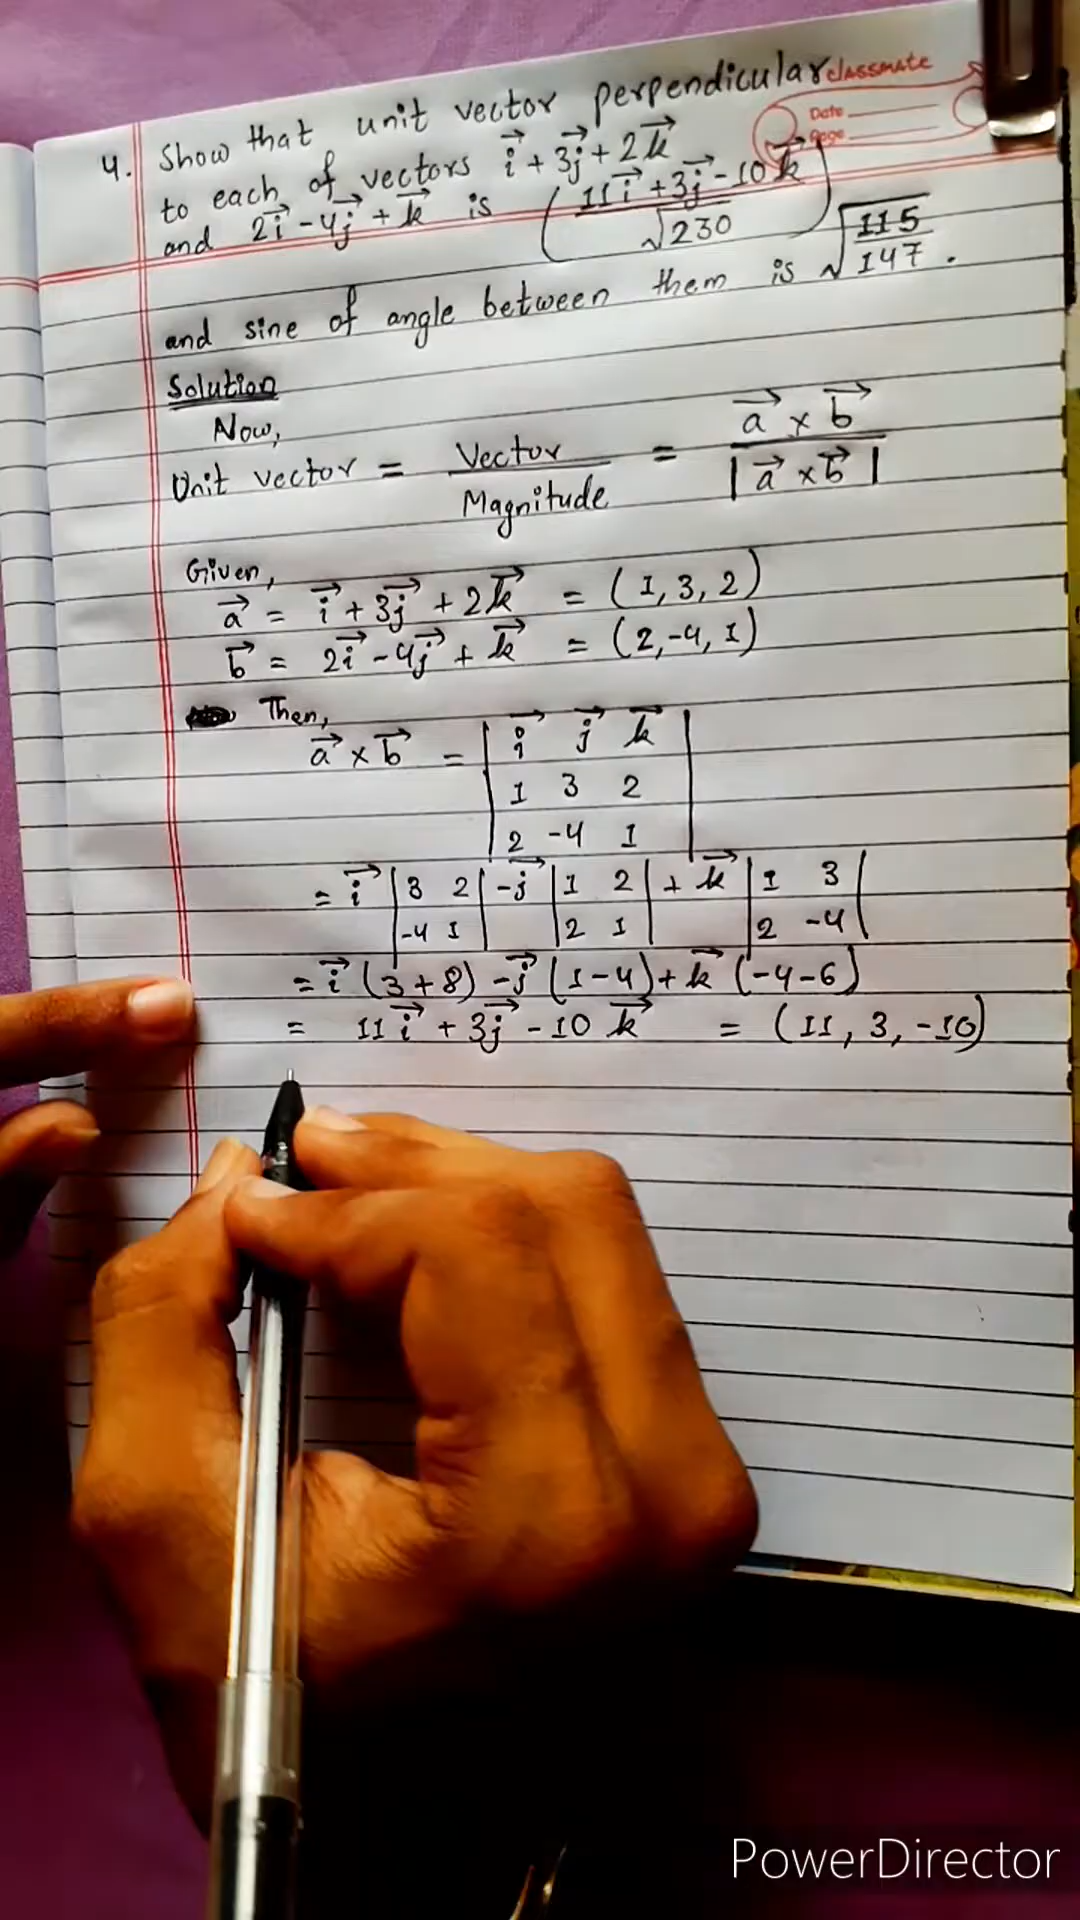 classmate
Date
Page
4. Show that unit vector perpendicular
to each of vectors i⃗ + 3j⃗ + 2k⃗
and 2i⃗ - 4j⃗ + k⃗ is (11i⃗ + 3j⃗ - 10k⃗ / √230)
and sine of angle between them is √(115/147).
Solution
Now,
Unit vector = Vector / Magnitude = a⃗ × b⃗ / |a⃗ × b⃗|
Given,
a⃗ = i⃗ + 3j⃗ + 2k⃗ = (1, 3, 2)
b⃗ = 2i⃗ - 4j⃗ + k⃗ = (2, -4, 1)
Then,
a⃗ × b⃗ = | i⃗ j⃗ k⃗ |
1 3 2
2 -4 1
= i⃗ | 3 2 | - j⃗ | 1 2 | + k⃗ | 1 3 |
-4 1 2 1 2 -4
= i⃗ (3+8) - j⃗ (1-4) + k⃗ (-4-6)
= 11i⃗ + 3j⃗ - 10k⃗ = (11, 3, -10)
PowerDirector